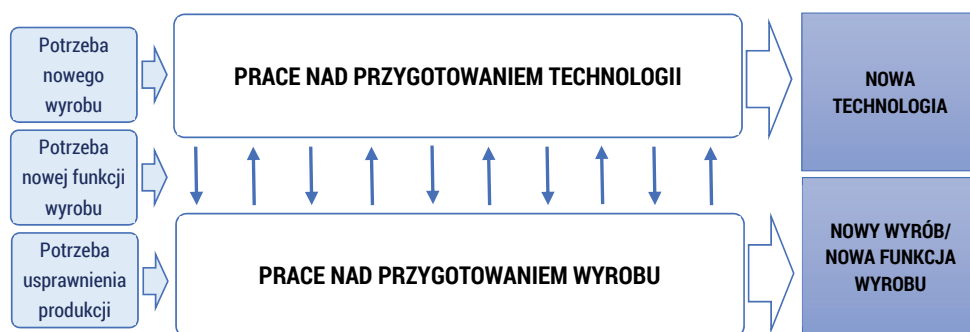 Potrzeba
nowego
wyrobu
PRACE NAD PRZYGOTOWANIEM TECHNOLOGII
NOWA
TECHNOLOGIA
Potrzeba
nowej funkcji
wyrobu
Potrzeba
usprawnienia
produkcji
PRACE NAD PRZYGOTOWANIEM WYROBU
NOWY WYRÓB/
NOWA FUNKCJA
WYROBU